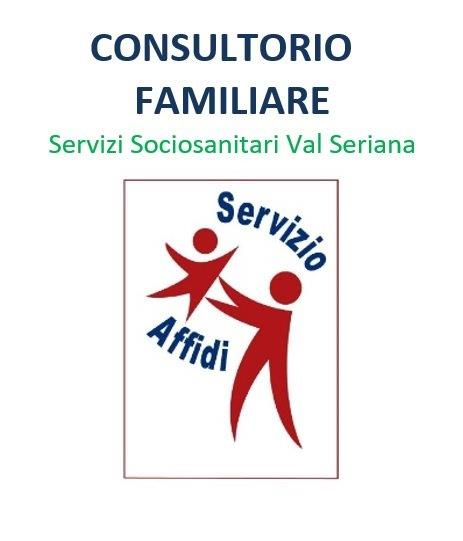 CONSULTORIO
FAMILIARE
Servizi Sociosanitari Val Seriana
Servizio
Affidi